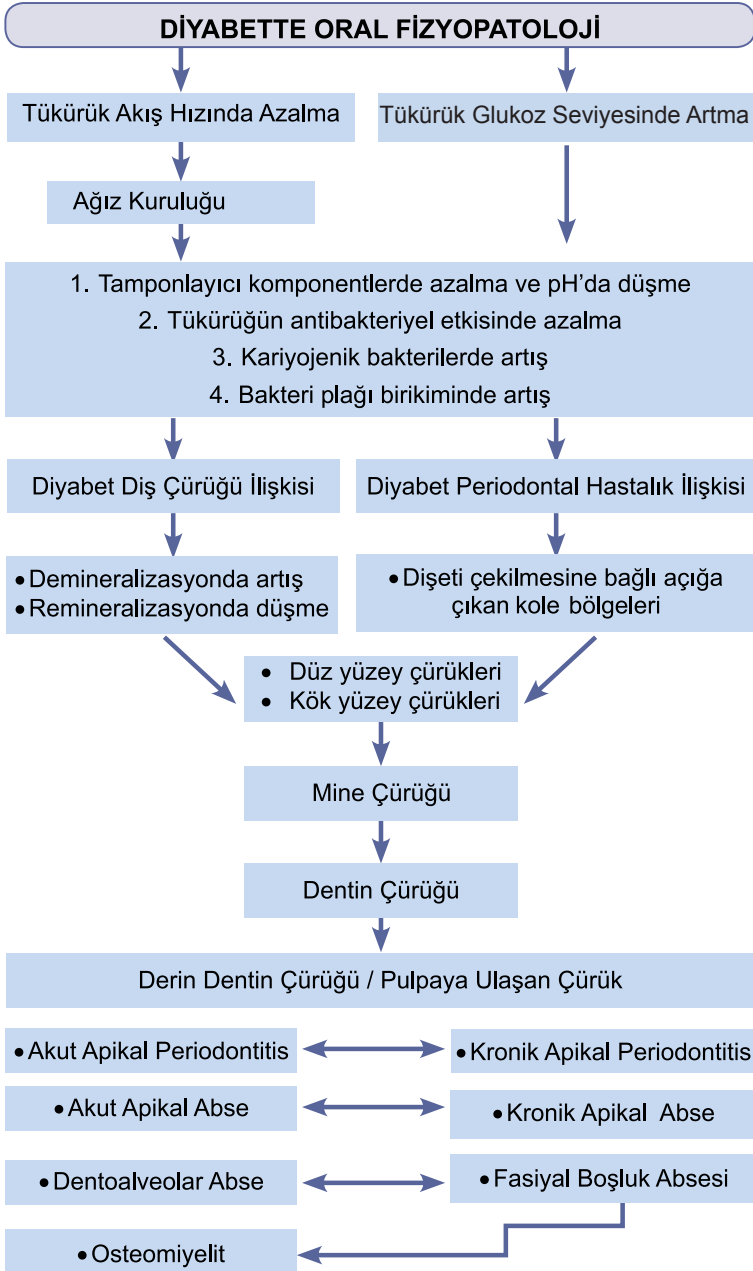 DİYABETTE ORAL FİZYOPATOLOJİ
Tükürük Akış Hızında Azalma
Tükürük Glukoz Seviyesinde Artma
Ağız Kuruluğu
1. Tamponlayıcı komponentlerde azalma ve pH’da düşme
2. Tükürüğün antibakteriyel etkisinde azalma
3. Kariyojenik bakterilerde artış
4. Bakteri plağı birikiminde artış
Diyabet Diş Çürüğü İlişkisi
Diyabet Periodontal Hastalık İlişkisi
• Demineralizasyonda artış
• Remineralizasyonda düşme
• Dişeti çekilmesine bağlı açığa
çıkan kole bölgeleri
• Düz yüzey çürükleri
• Kök yüzey çürükleri
Mine Çürüğü
Dentin Çürüğü
Derin Dentin Çürüğü / Pulpaya Ulaşan Çürük
• Akut Apikal Periodontitis
• Kronik Apikal Periodontitis
• Akut Apikal Abse
• Kronik Apikal Abse
• Dentoalveolar Abse
• Fasiyal Boşluk Absesi
• Osteomiyelit